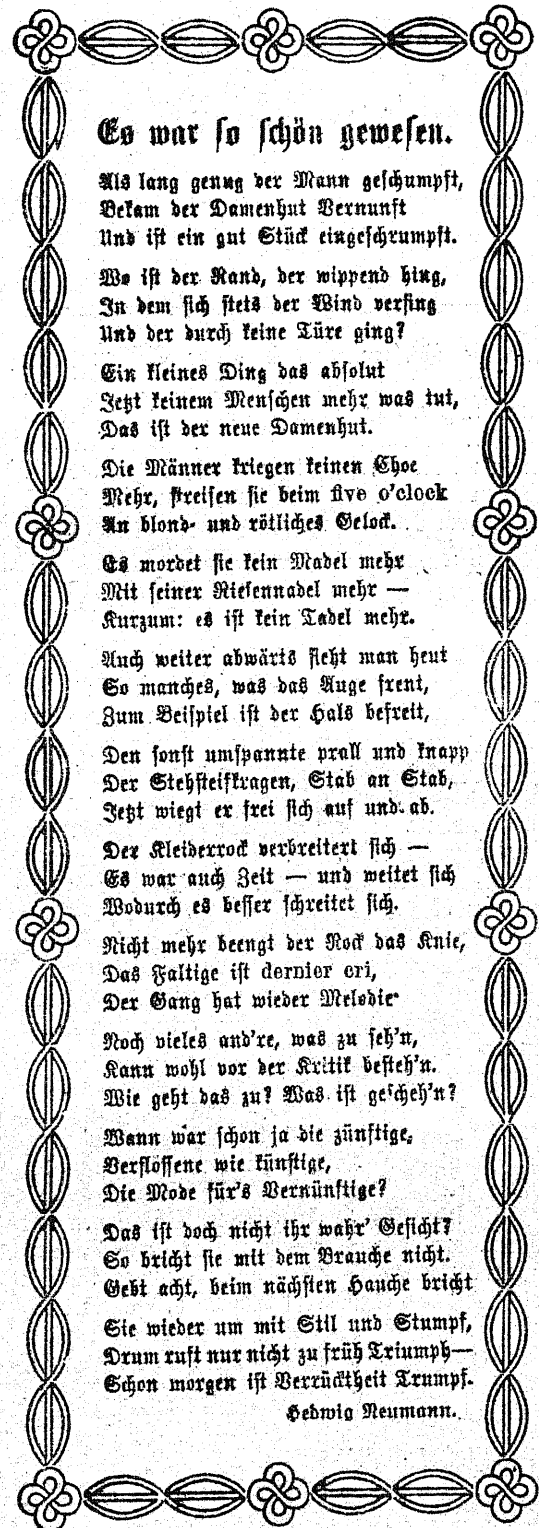 Es war so schön gewesen.
Als lang genug der Mann geschumpft,
Bekam der Damenhut Vernunft
Und ist ein gut Stück eingeschrumpft.
Wo ist der Rand, der wippend hing,
In dem sich stets der Wind verfing
Und der durch keine Türe ging?
Ein kleines Ding das absolut
Jetzt keinem Menschen mehr was tut,
Das ist der neue Damenhut.
Die Männer kriegen keinen Choc
Mehr, streifen sie beim five o'clock
An blond- und rötliches Gelock.
Es mordet sie kein Madel mehr
Mit seiner Riesennadel mehr —
Kurzum: es ist kein Tadel mehr.
Auch weiter abwärts sieht man heut
So manches, was das Auge freut,
Zum Beispiel ist der Hals befreit,
Den sonst umspannte prall und knapp
Der Stehsteifkragen, Stab an Stab,
Jetzt wiegt er frei sich auf und ab.
Der Kleiderrock verbreitert sich —
Es war auch Zeit — und weitet sich
Wodurch es besser schreitet sich.
Nicht mehr beengt der Rock das Knie,
Das Faltige ist dernier cri,
Der Gang hat wieder Melodie
Noch vieles and're, was zu seh'n,
Kann wohl vor der Kritik besteh'n.
Wie geht das zu? Was ist gescheh'n?
Wann war schon ja die zünftige,
Verflossene wie künftige,
Die Mode für's Vernünftige?
Das ist doch nicht ihr wahr' Gesicht?
So bricht sie mit dem Brauche nicht.
Gebt acht, beim nächsten Hauche bricht
Sie wieder um mit Stil und Stumpf,
Drum ruft nur nicht zu früh Triumph—
Schon morgen ist Verrücktheit Trumpf.
Hedwig Neumann.